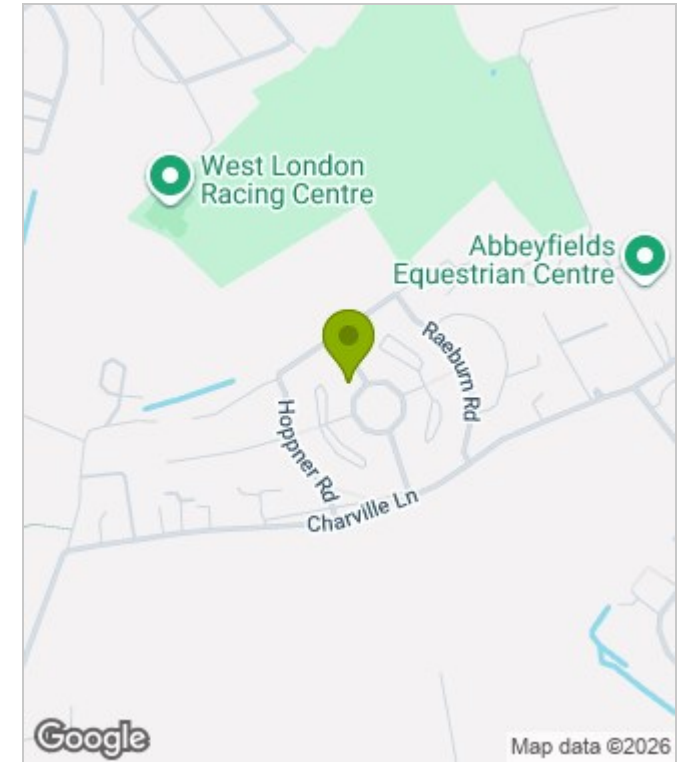 West London
Racing Centre
Abbeyfields
Equestrian Centre
Raeburn Rd
Hoppner Rd
Charville Ln
Google
Map data ©2026